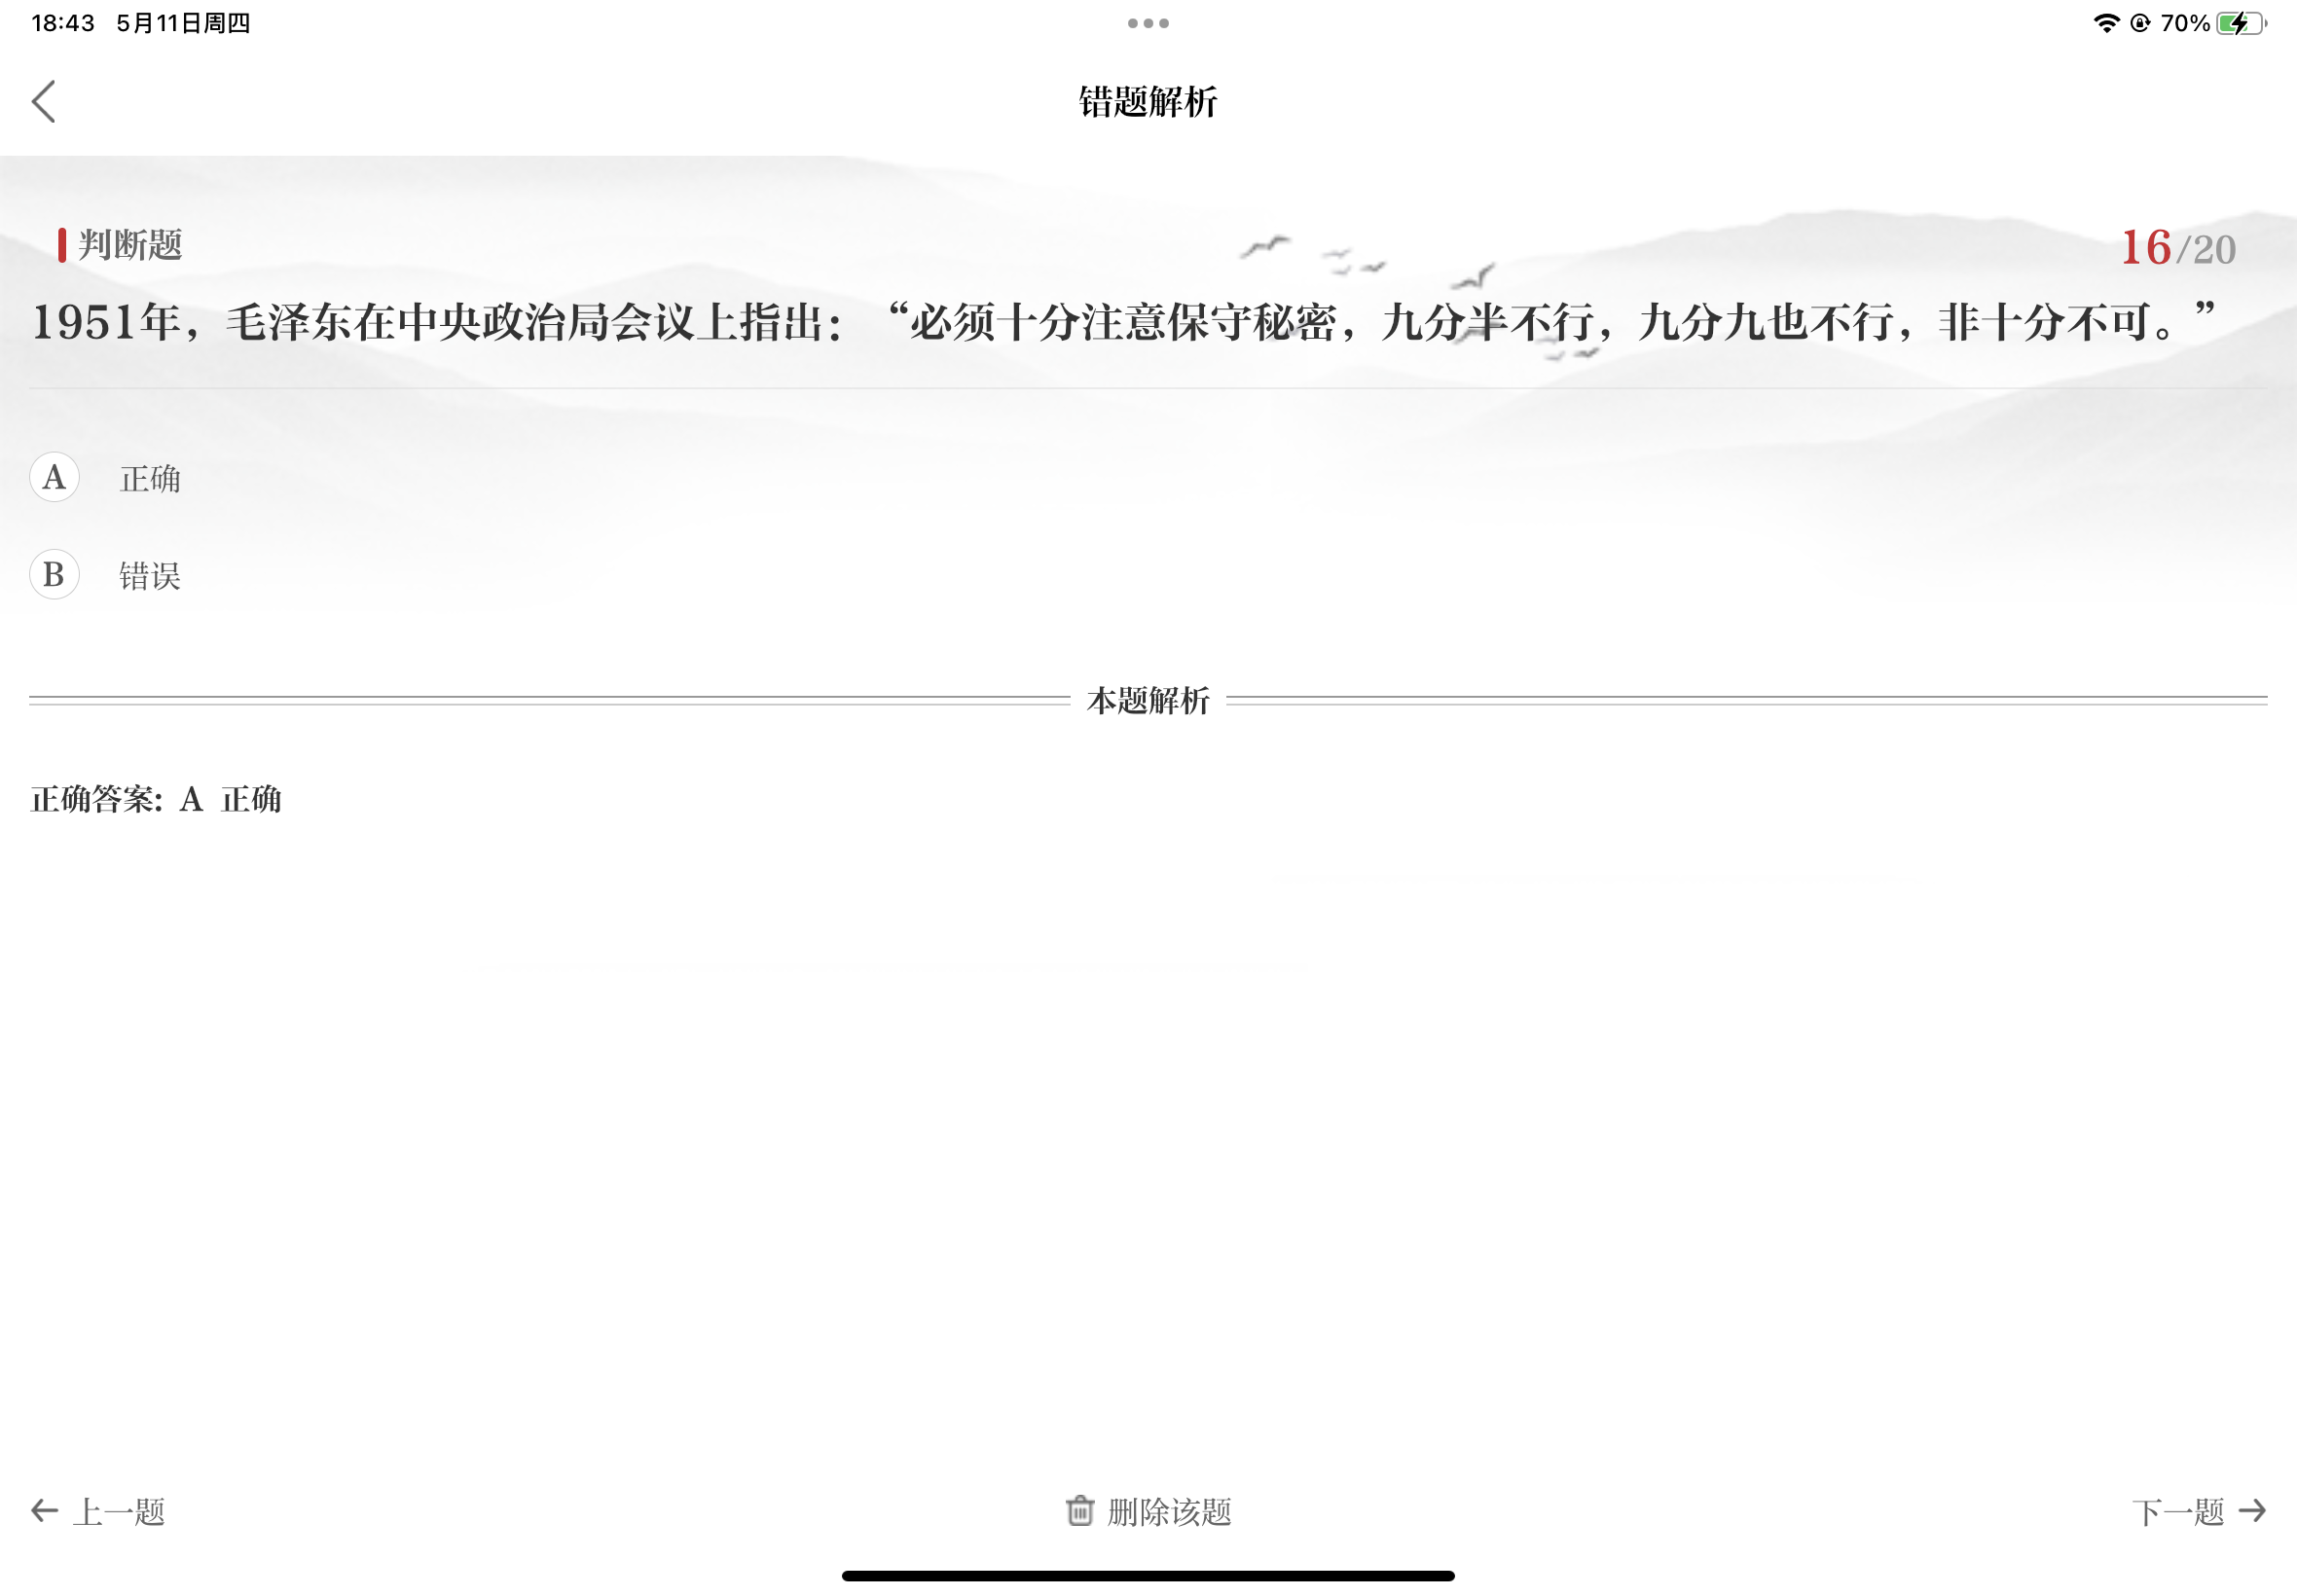 18:43 5月11日周四
70%
错题解析
判断题
16/20
1951年，毛泽东在中央政治局会议上指出：“必须十分注意保守秘密，九分半不行，九分九也不行，非十分不可。”
A 正确
B 错误
本题解析
正确答案: A 正确
上一题
删除该题
下一题